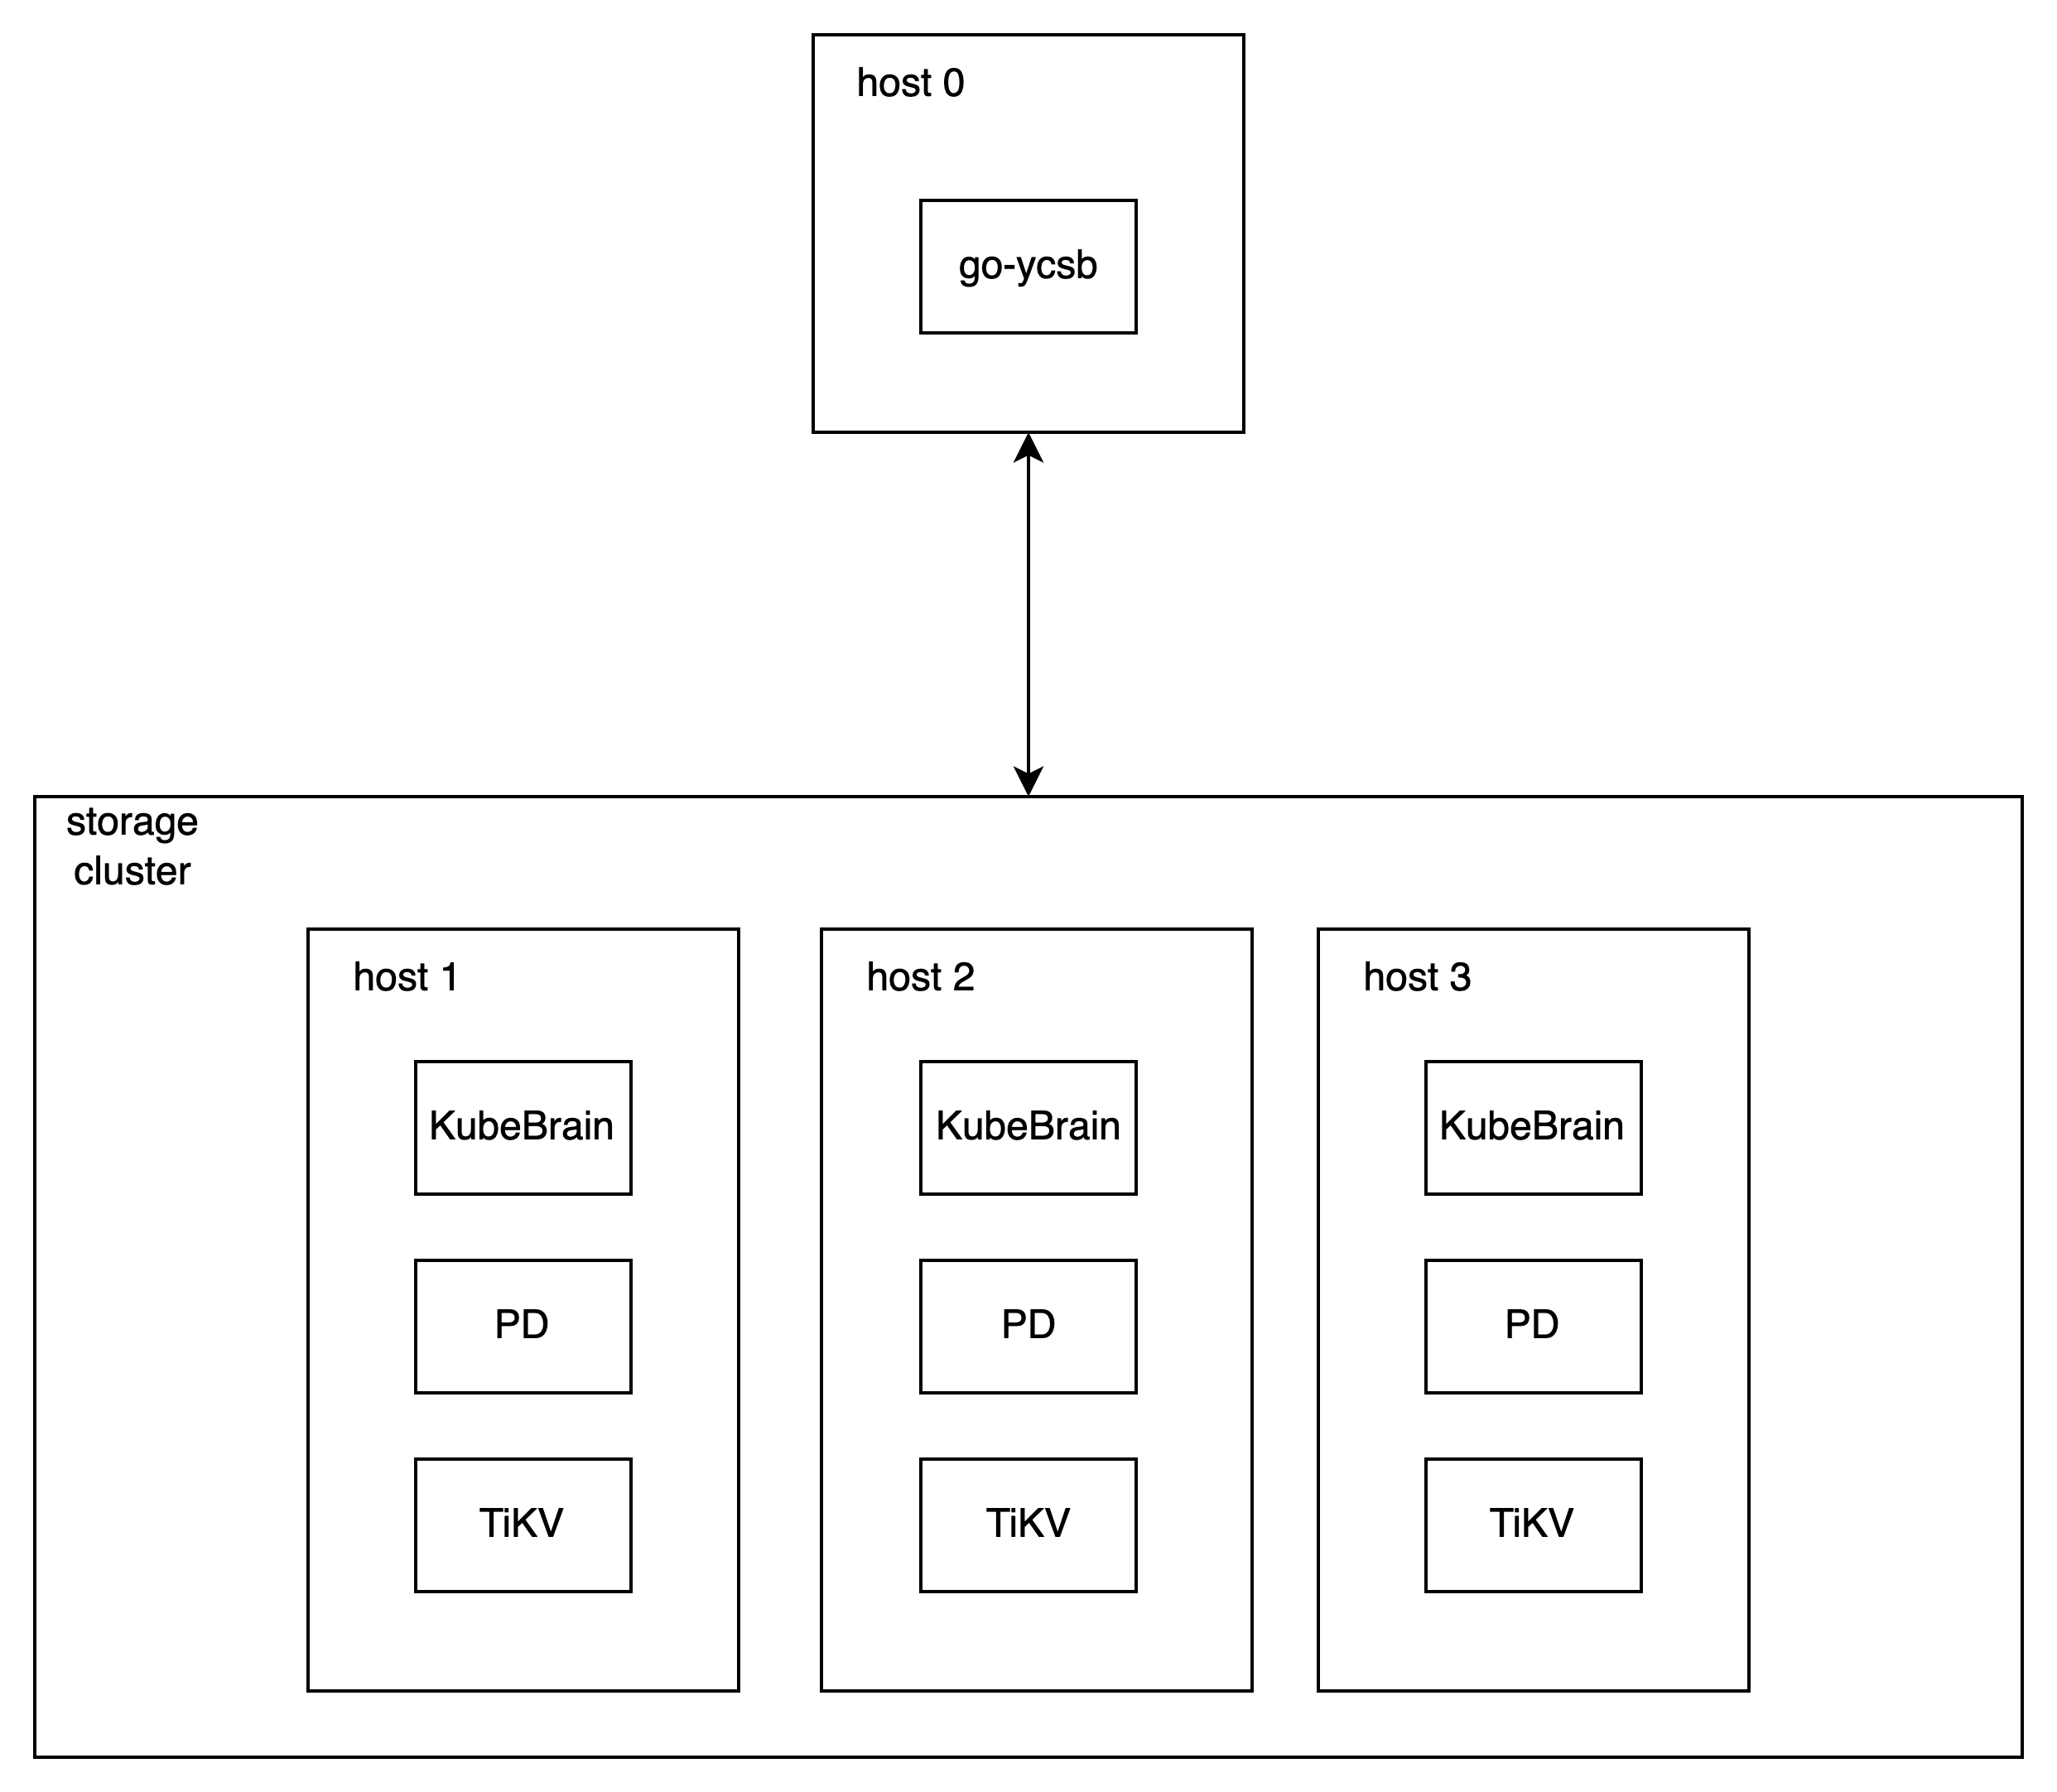 host 0
go-ycsb
storage
cluster
host 1
KubeBrain
PD
TiKV
host 2
KubeBrain
PD
TiKV
host 3
KubeBrain
PD
TiKV